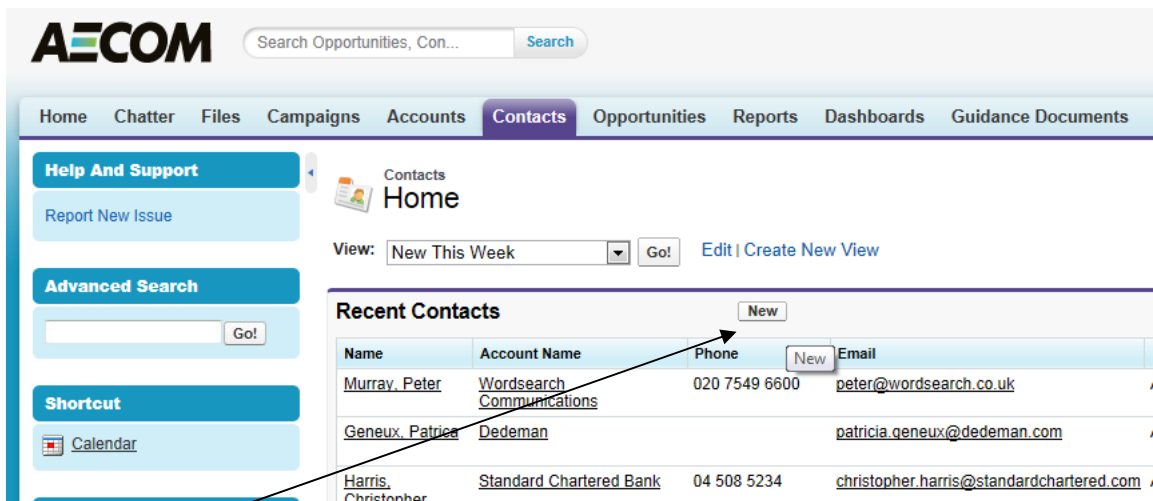 AECOM
Search Opportunities, Con...
Search
Home Chatter Files Campaigns Accounts Contacts Opportunities Reports Dashboards Guidance Documents
Help And Support
Report New Issue
Advanced Search
Go!
Shortcut
Calendar
Contacts
Home
View: New This Week Go! Edit | Create New View
Recent Contacts New
Name Account Name Phone Email
New
Murray, Peter Wordsearch Communications 020 7549 6600 peter@wordsearch.co.uk
Geneux, Patrica Dedeman patricia.geneux@dedeman.com
Harris, Christopher Standard Chartered Bank 04 508 5234 christopher.harris@standardchartered.com